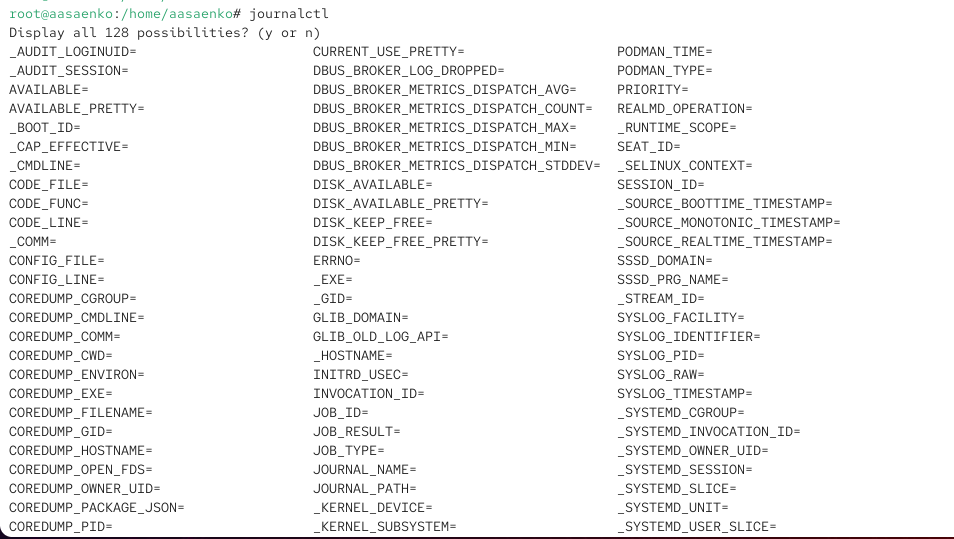 root@aasaenko:/home/aasaenko# journalctl
Display all 128 possibilities? (y or n)
_AUDIT_LOGINUID= CURRENT_USE_PRETTY= PODMAN_TIME=
_AUDIT_SESSION= DBUS_BROKER_LOG_DROPPED= PODMAN_TYPE=
AVAILABLE= DBUS_BROKER_METRICS_DISPATCH_AVG= PRIORITY=
AVAILABLE_PRETTY= DBUS_BROKER_METRICS_DISPATCH_COUNT= REALMD_OPERATION=
_BOOT_ID= DBUS_BROKER_METRICS_DISPATCH_MAX= _RUNTIME_SCOPE=
_CAP_EFFECTIVE= DBUS_BROKER_METRICS_DISPATCH_MIN= SEAT_ID=
_CMDLINE= DBUS_BROKER_METRICS_DISPATCH_STDDEV= _SELINUX_CONTEXT=
CODE_FILE= DISK_AVAILABLE= SESSION_ID=
CODE_FUNC= DISK_AVAILABLE_PRETTY= _SOURCE_BOOTTIME_TIMESTAMP=
CODE_LINE= DISK_KEEP_FREE= _SOURCE_MONOTONIC_TIMESTAMP=
_COMM= DISK_KEEP_FREE_PRETTY= _SOURCE_REALTIME_TIMESTAMP=
CONFIG_FILE= ERRNO= SSSD_DOMAIN=
CONFIG_LINE= _EXE= SSSD_PRG_NAME=
COREDUMP_CGROUP= _GID= _STREAM_ID=
COREDUMP_CMDLINE= GLIB_DOMAIN= SYSLOG_FACILITY=
COREDUMP_COMM= GLIB_OLD_LOG_API= SYSLOG_IDENTIFIER=
COREDUMP_CWD= _HOSTNAME= SYSLOG_PID=
COREDUMP_ENVIRON= INITRD_USEC= SYSLOG_RAW=
COREDUMP_EXE= INVOCATION_ID= SYSLOG_TIMESTAMP=
COREDUMP_FILENAME= JOB_ID= _SYSTEMD_CGROUP=
COREDUMP_GID= JOB_RESULT= _SYSTEMD_INVOCATION_ID=
COREDUMP_HOSTNAME= JOB_TYPE= _SYSTEMD_OWNER_UID=
COREDUMP_OPEN_FDS= JOURNAL_NAME= _SYSTEMD_SESSION=
COREDUMP_OWNER_UID= JOURNAL_PATH= _SYSTEMD_SLICE=
COREDUMP_PACKAGE_JSON= _KERNEL_DEVICE= _SYSTEMD_UNIT=
COREDUMP_PID= _KERNEL_SUBSYSTEM= _SYSTEMD_USER_SLICE=